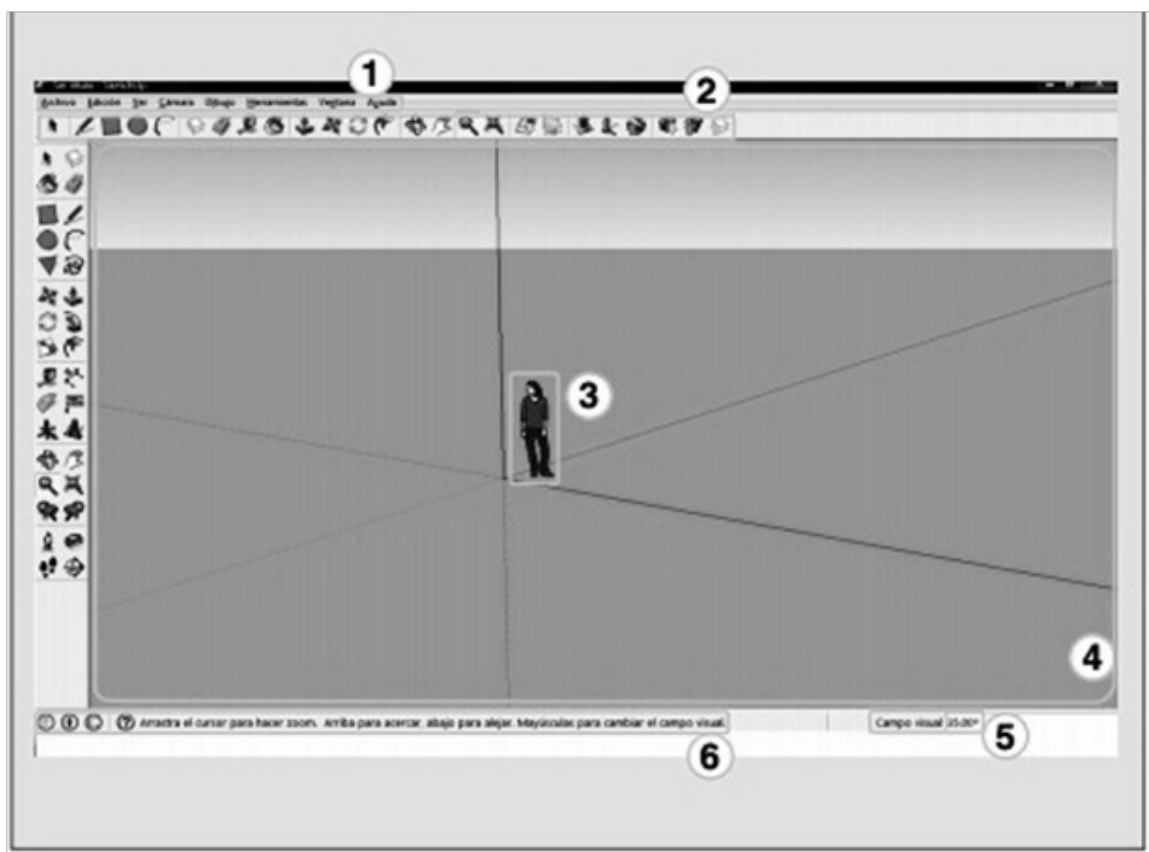 1
2
Archivo Edición Ver Cámara Dibujo Herramientas Ventana Ayuda
3
4
Arrastra el cursor para hacer zoom. Arriba para acercar, abajo para alejar. Mayúsculas para cambiar el campo visual.
Campo visual 35.00°
5
6